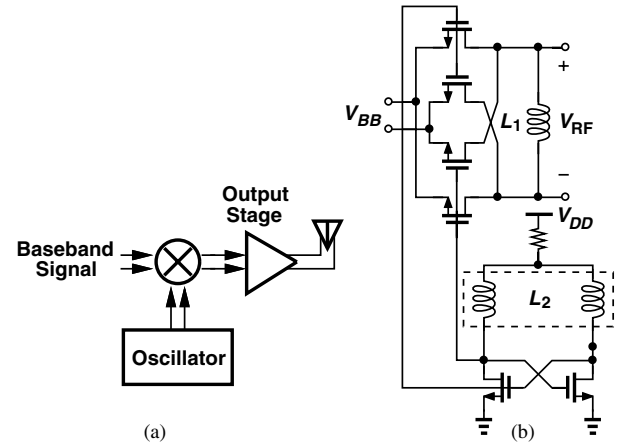 Baseband
Signal
Output
Stage
Oscillator
(a)
V_BB
L_1
+
V_RF
−
V_DD
L_2
(b)